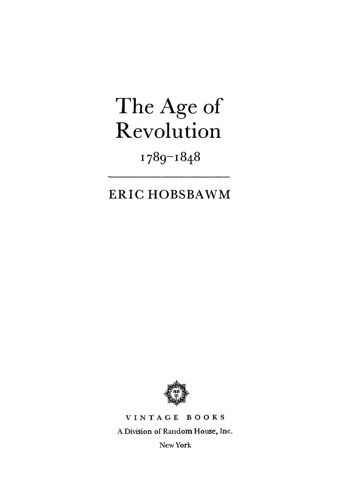 The Age of
Revolution
1789–1848
ERIC HOBSBAWM
VINTAGE BOOKS
A Division of Random House, Inc.
New York